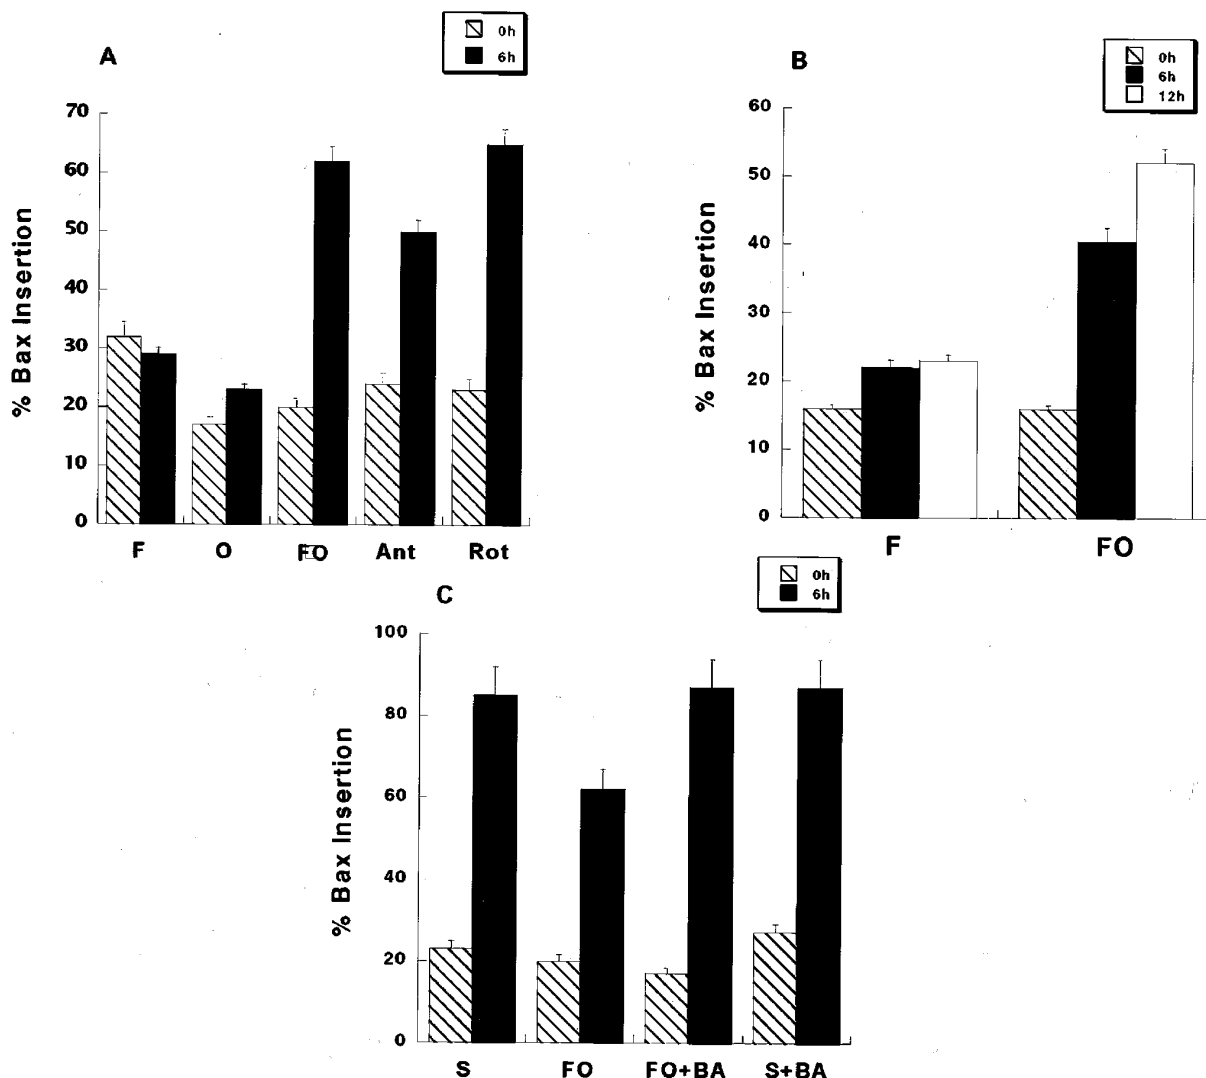 A
0h
6h
70
60
50
40
30
20
10
0
% Bax Insertion
F O FO Ant Rot
B
0h
6h
12h
60
50
40
30
20
10
0
% Bax Insertion
F FO
C
0h
6h
100
80
60
40
20
0
% Bax Insertion
S FO FO+BA S+BA